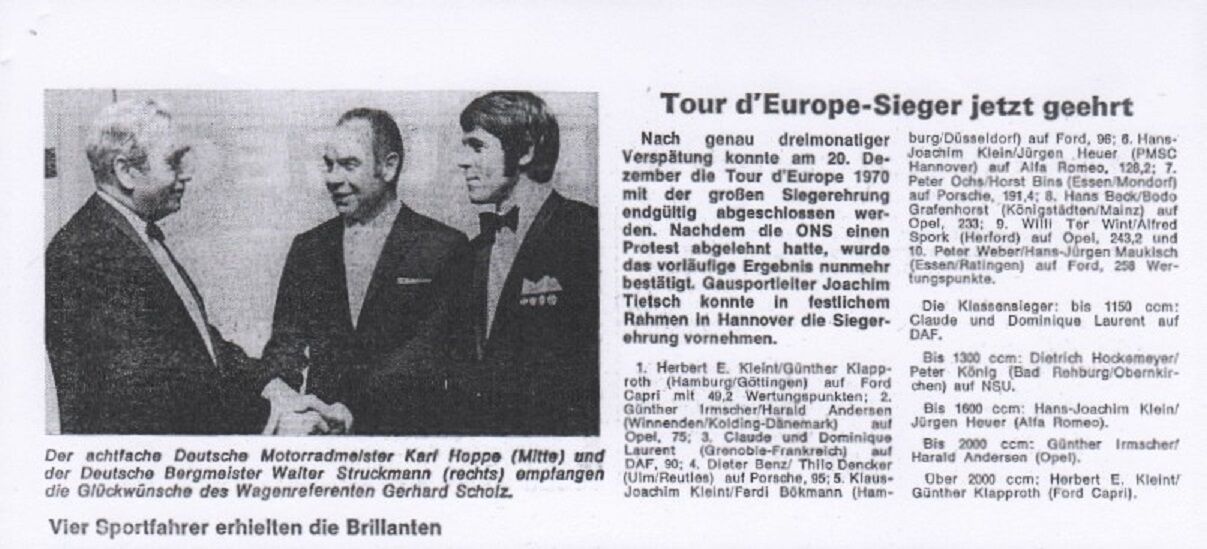 Der achtfache Deutsche Motorradmeister Karl Hoppe (Mitte) und
der Deutsche Bergmeister Walter Struckmann (rechts) empfangen
die Glückwünsche des Wagenreferenten Gerhard Scholz.
Vier Sportfahrer erhielten die Brillanten
Tour d'Europe-Sieger jetzt geehrt
Nach genau dreimonatiger
Verspätung konnte am 20. De-
zember die Tour d'Europe 1970
mit der großen Siegerehrung
endgültig abgeschlossen wer-
den. Nachdem die ONS einen
Protest abgelehnt hatte, wurde
das vorläufige Ergebnis nunmehr
bestätigt. Gausportleiter Joachim
Tietsch konnte in festlichem
Rahmen in Hannover die Sieger-
ehrung vornehmen.
1. Herbert E. Kleint/Günther Klapp-
roth (Hamburg/Göttingen) auf Ford
Capri mit 49,2 Wertungspunkten; 2.
Günther Irmscher/Harald Andersen
(Winnenden/Kolding-Dänemark) auf
Opel, 75; 3. Claude und Dominique
Laurent (Grenoble-Frankreich) auf
DAF, 90; 4. Dieter Benz/ Thilo Dencker
(Ulm/Reutles) auf Porsche, 95; 5. Klaus-
Joachim Kleint/Ferdi Bökmann (Ham-
burg/Düsseldorf) auf Ford, 96; 6. Hans-
Joachim Klein/Jürgen Heuer (PMSC
Hannover) auf Alfa Romeo, 128,2; 7.
Peter Ochs/Horst Bins (Essen/Mondorf)
auf Porsche, 191,4; 8. Hans Beck/Bodo
Grafenhorst (Königstädten/Mainz) auf
Opel, 233; 9. Willi Ter Wint/Alfred
Spork (Herford) auf Opel, 243,2 und
10. Peter Weber/Hans-Jürgen Maukisch
(Essen/Ratingen) auf Ford, 258 Wer-
tungspunkte.
Die Klassensieger: bis 1150 ccm:
Claude und Dominique Laurent auf
DAF.
Bis 1300 ccm: Dietrich Hockemeyer/
Peter König (Bad Rehburg/Obernkir-
chen) auf NSU.
Bis 1600 ccm: Hans-Joachim Klein/
Jürgen Heuer (Alfa Romeo).
Bis 2000 ccm: Günther Irmscher/
Harald Andersen (Opel).
Über 2000 ccm: Herbert E. Kleint/
Günther Klapproth (Ford Capri).